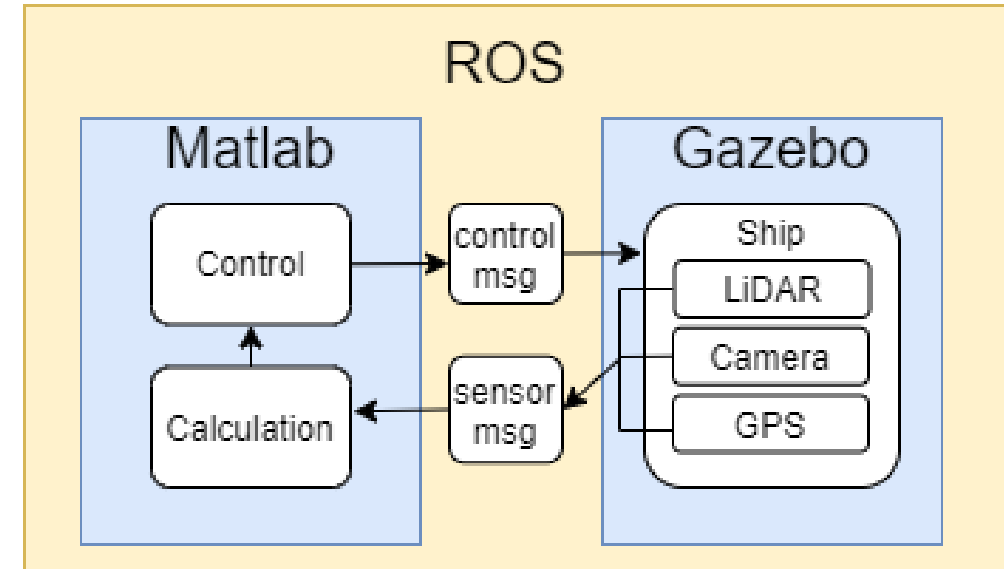 ROS
Matlab
Gazebo
Control
control
msg
Ship
LiDAR
Camera
GPS
sensor
msg
Calculation